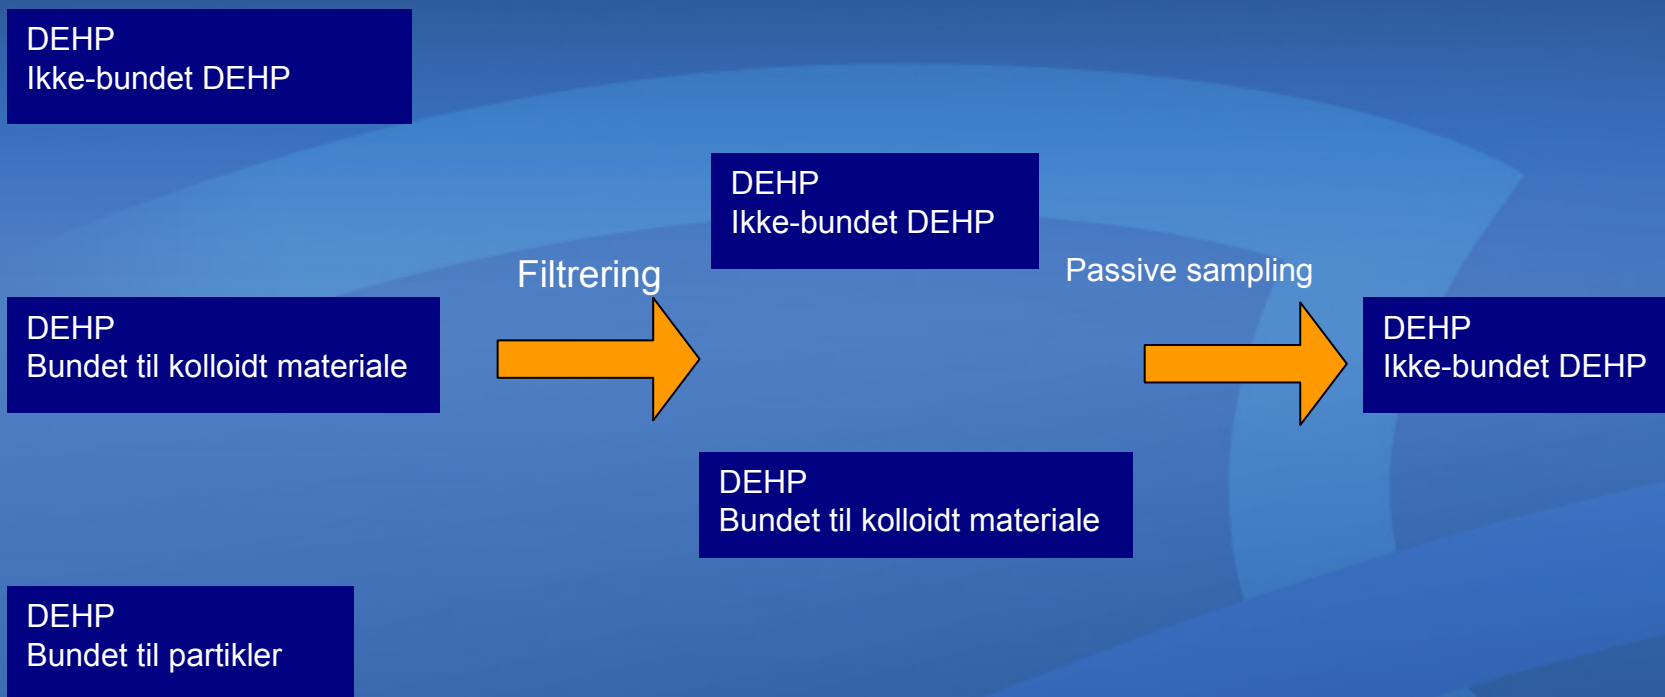 DEHP
Ikke-bundet DEHP
DEHP
Bundet til kolloidt materiale
DEHP
Bundet til partikler
Filtrering
DEHP
Ikke-bundet DEHP
DEHP
Bundet til kolloidt materiale
Passive sampling
DEHP
Ikke-bundet DEHP